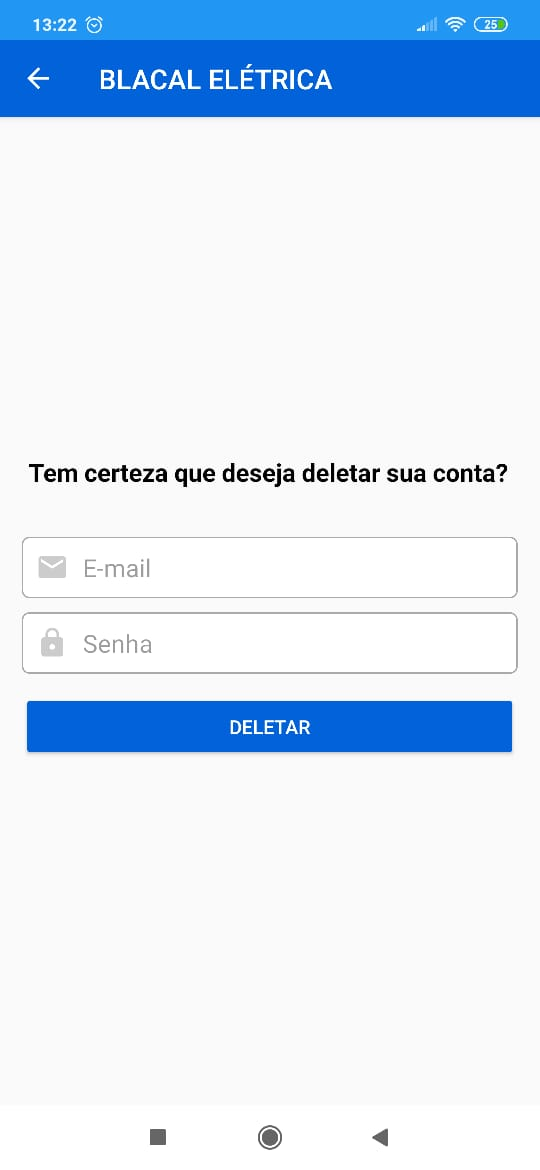 13:22
25
BLACAL ELÉTRICA
Tem certeza que deseja deletar sua conta?
E-mail
Senha
DELETAR